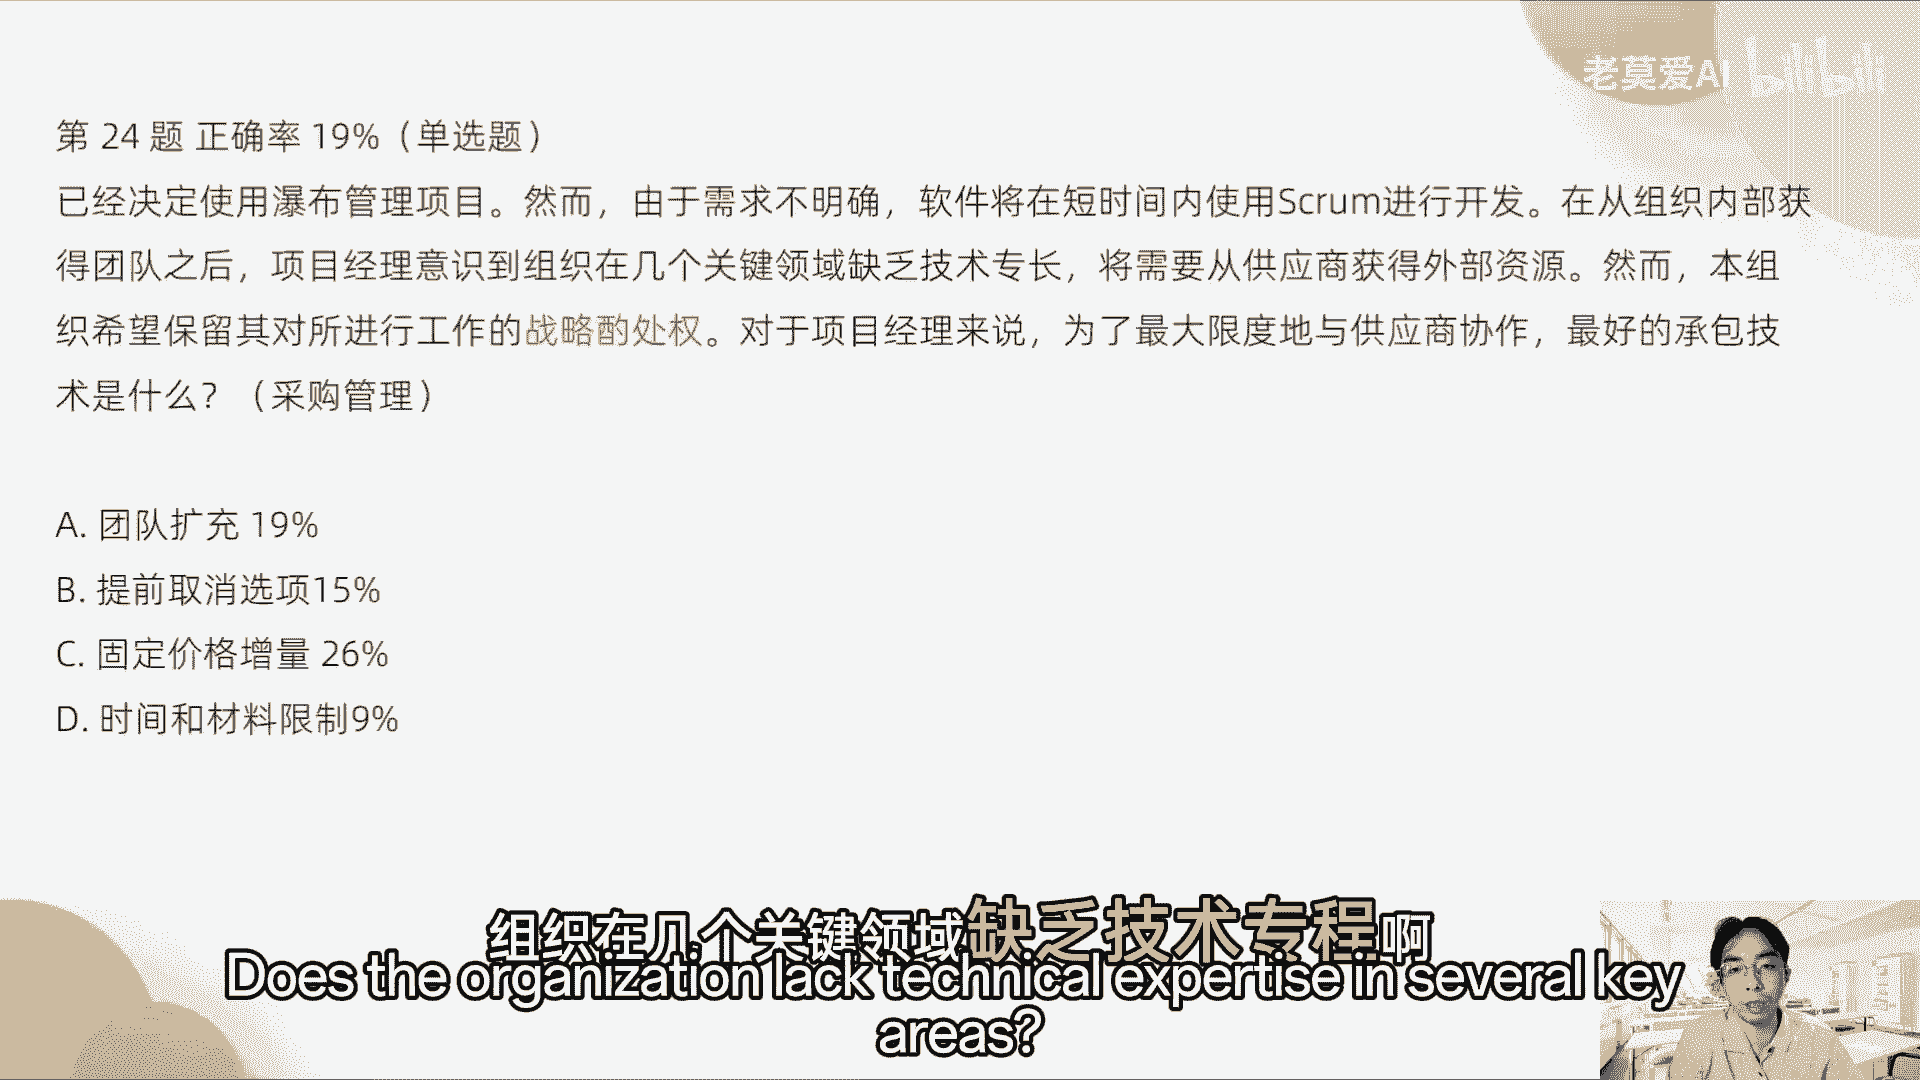 老莫爱AI bilibili
第 24 题 正确率 19%（单选题）
已经决定使用瀑布管理项目。然而，由于需求不明确，软件将在短时间内使用Scrum进行开发。在从组织内部获
得团队之后，项目经理意识到组织在几个关键领域缺乏技术专长，将需要从供应商获得外部资源。然而，本组
织希望保留其对所进行工作的战略酌处权。对于项目经理来说，为了最大限度地与供应商协作，最好的承包技
术是什么？（采购管理）
A. 团队扩充 19%
B. 提前取消选项15%
C. 固定价格增量 26%
D. 时间和材料限制9%
组织在几个关键领域缺乏技术专程啊
Does the organization lack technical expertise in several key
areas?